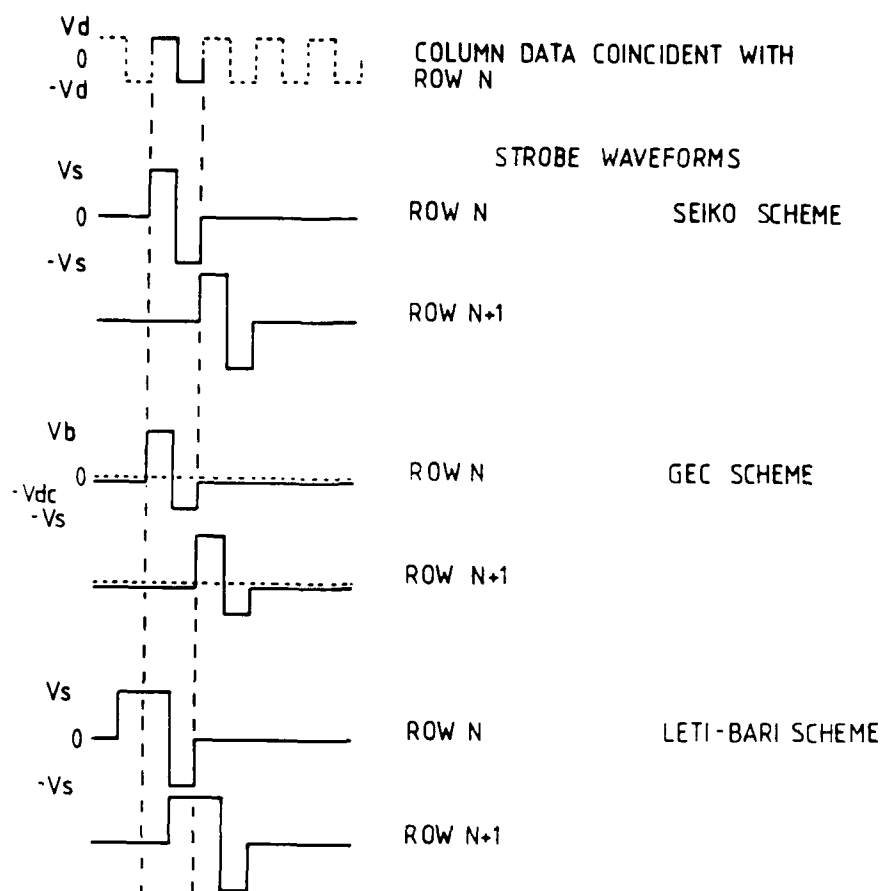 Vd
0
-Vd
COLUMN DATA COINCIDENT WITH
ROW N
STROBE WAVEFORMS
Vs
0
-Vs
ROW N
SEIKO SCHEME
ROW N+1
Vb
0
-Vdc
-Vs
ROW N
GEC SCHEME
ROW N+1
Vs
0
-Vs
ROW N
LETI-BARI SCHEME
ROW N+1